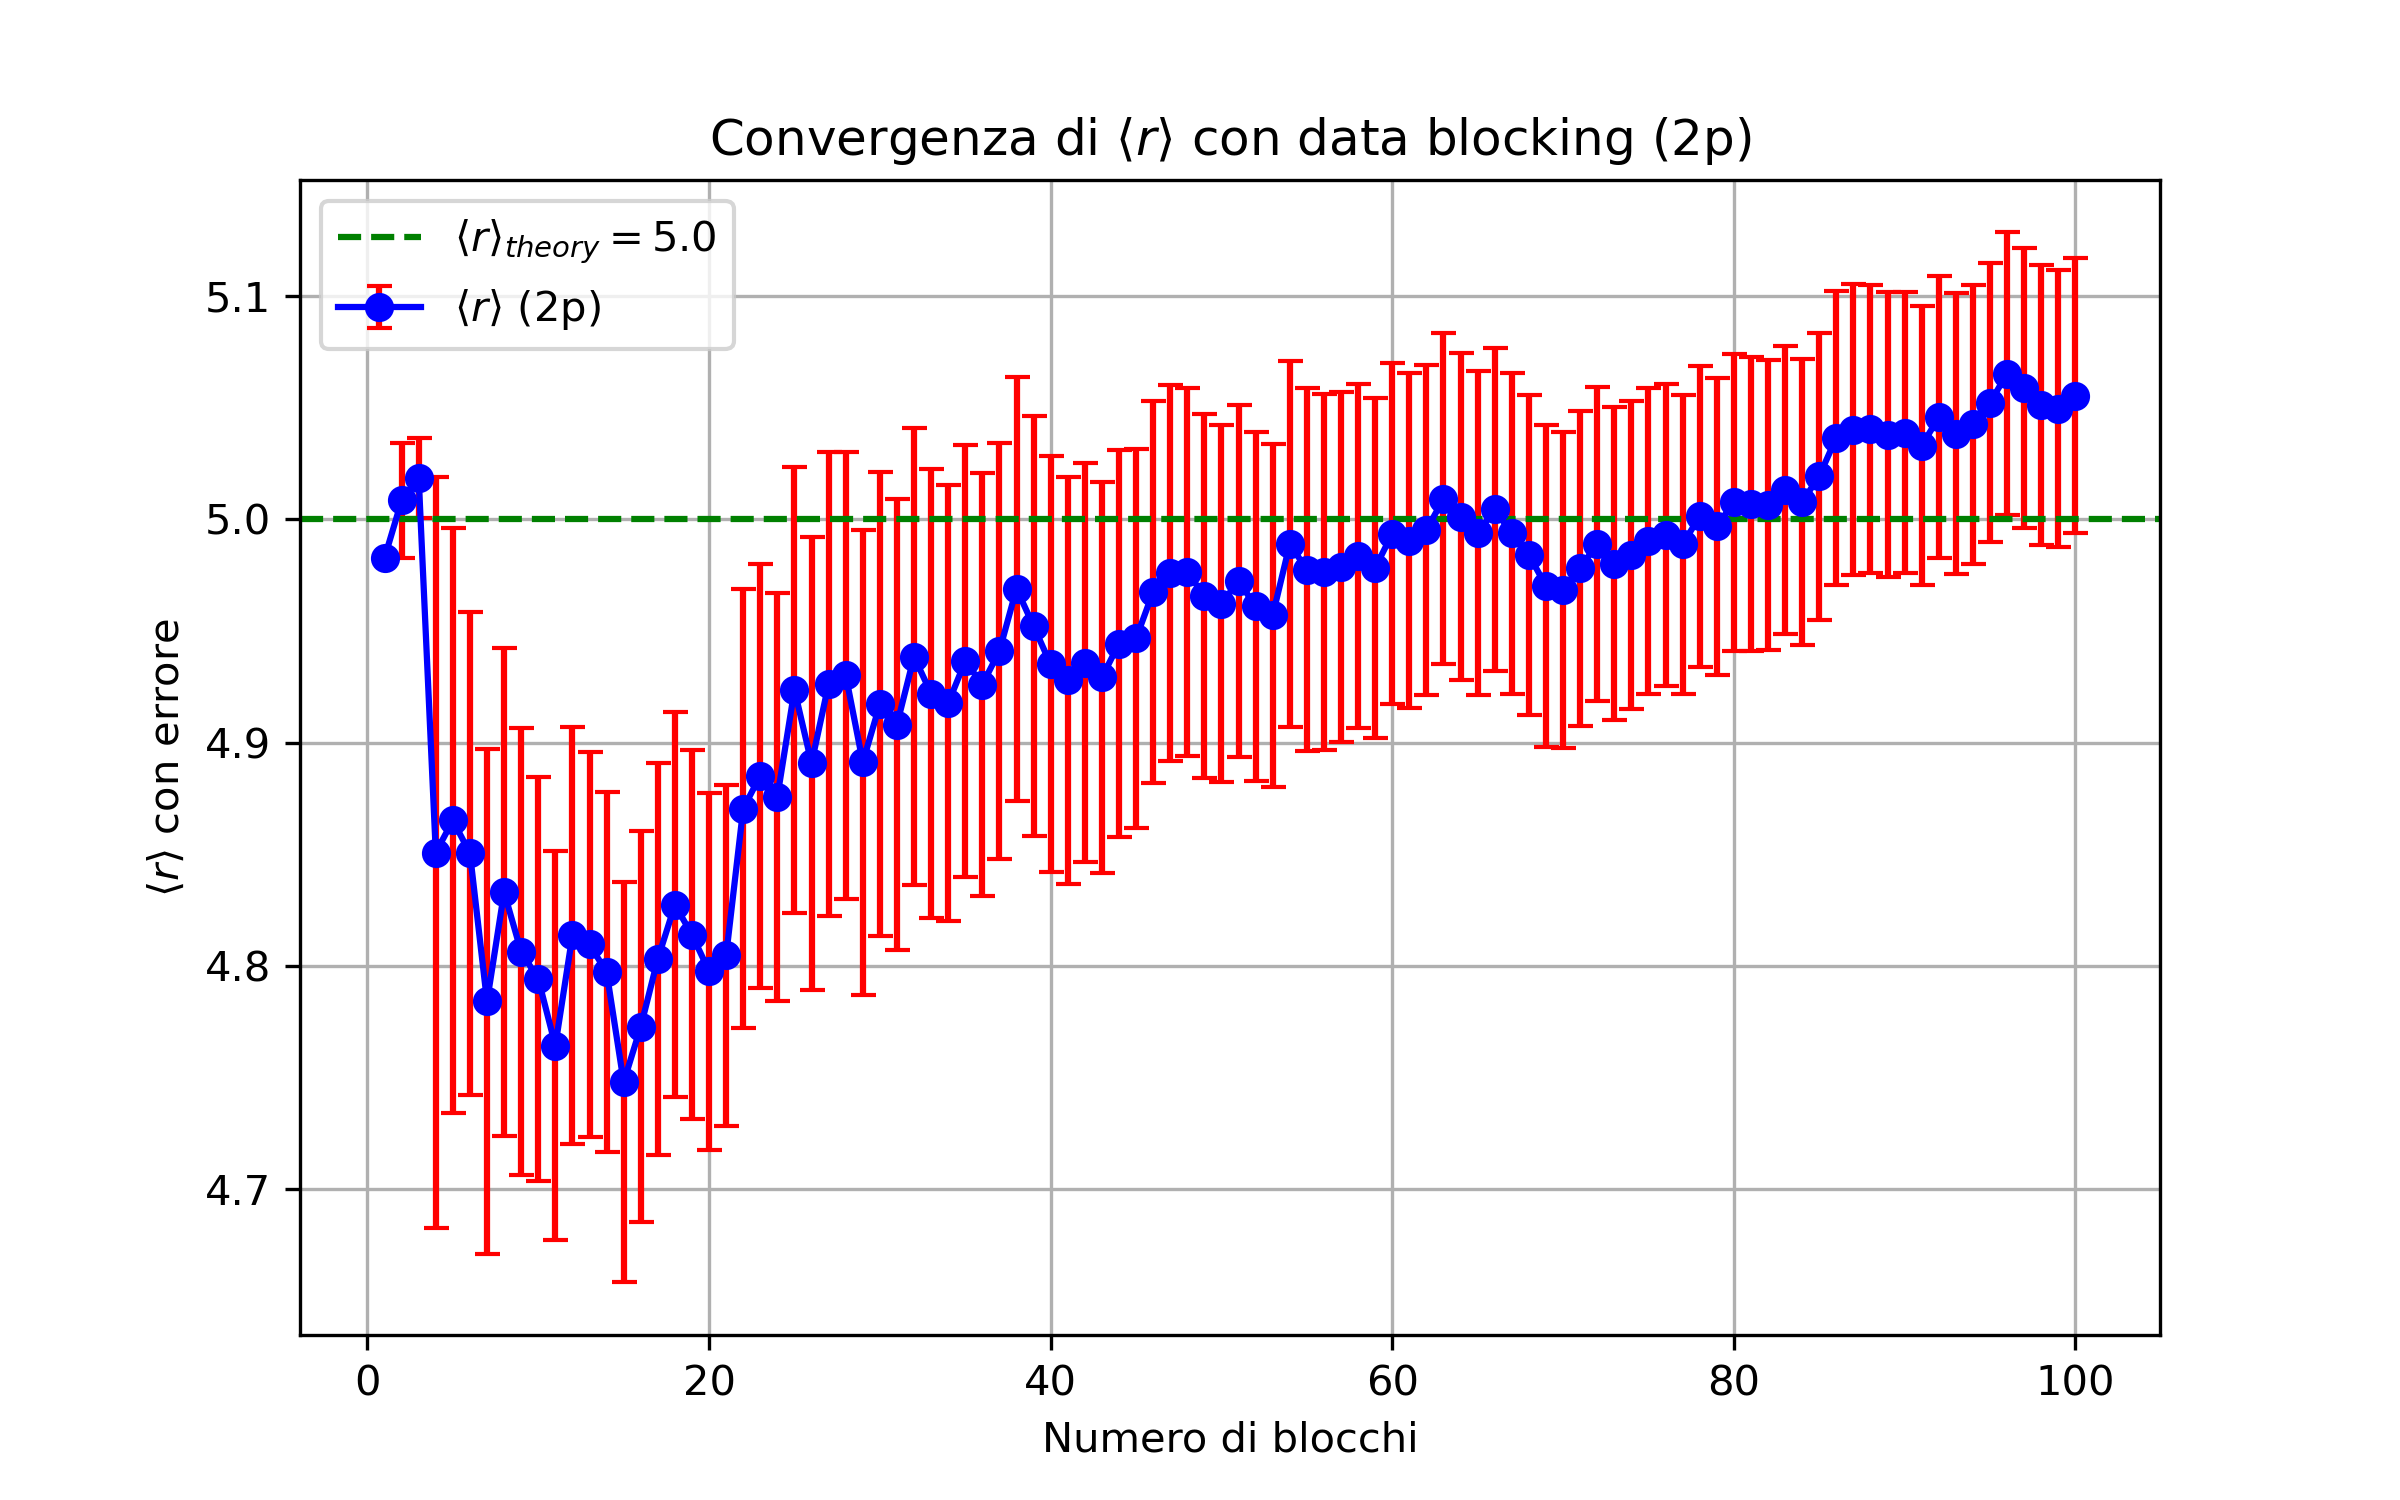 Convergenza di ⟨r⟩ con data blocking (2p)
⟨r⟩theory = 5.0
⟨r⟩ (2p)
5.1
5.0
4.9
4.8
4.7
⟨r⟩ con errore
0 20 40 60 80 100
Numero di blocchi